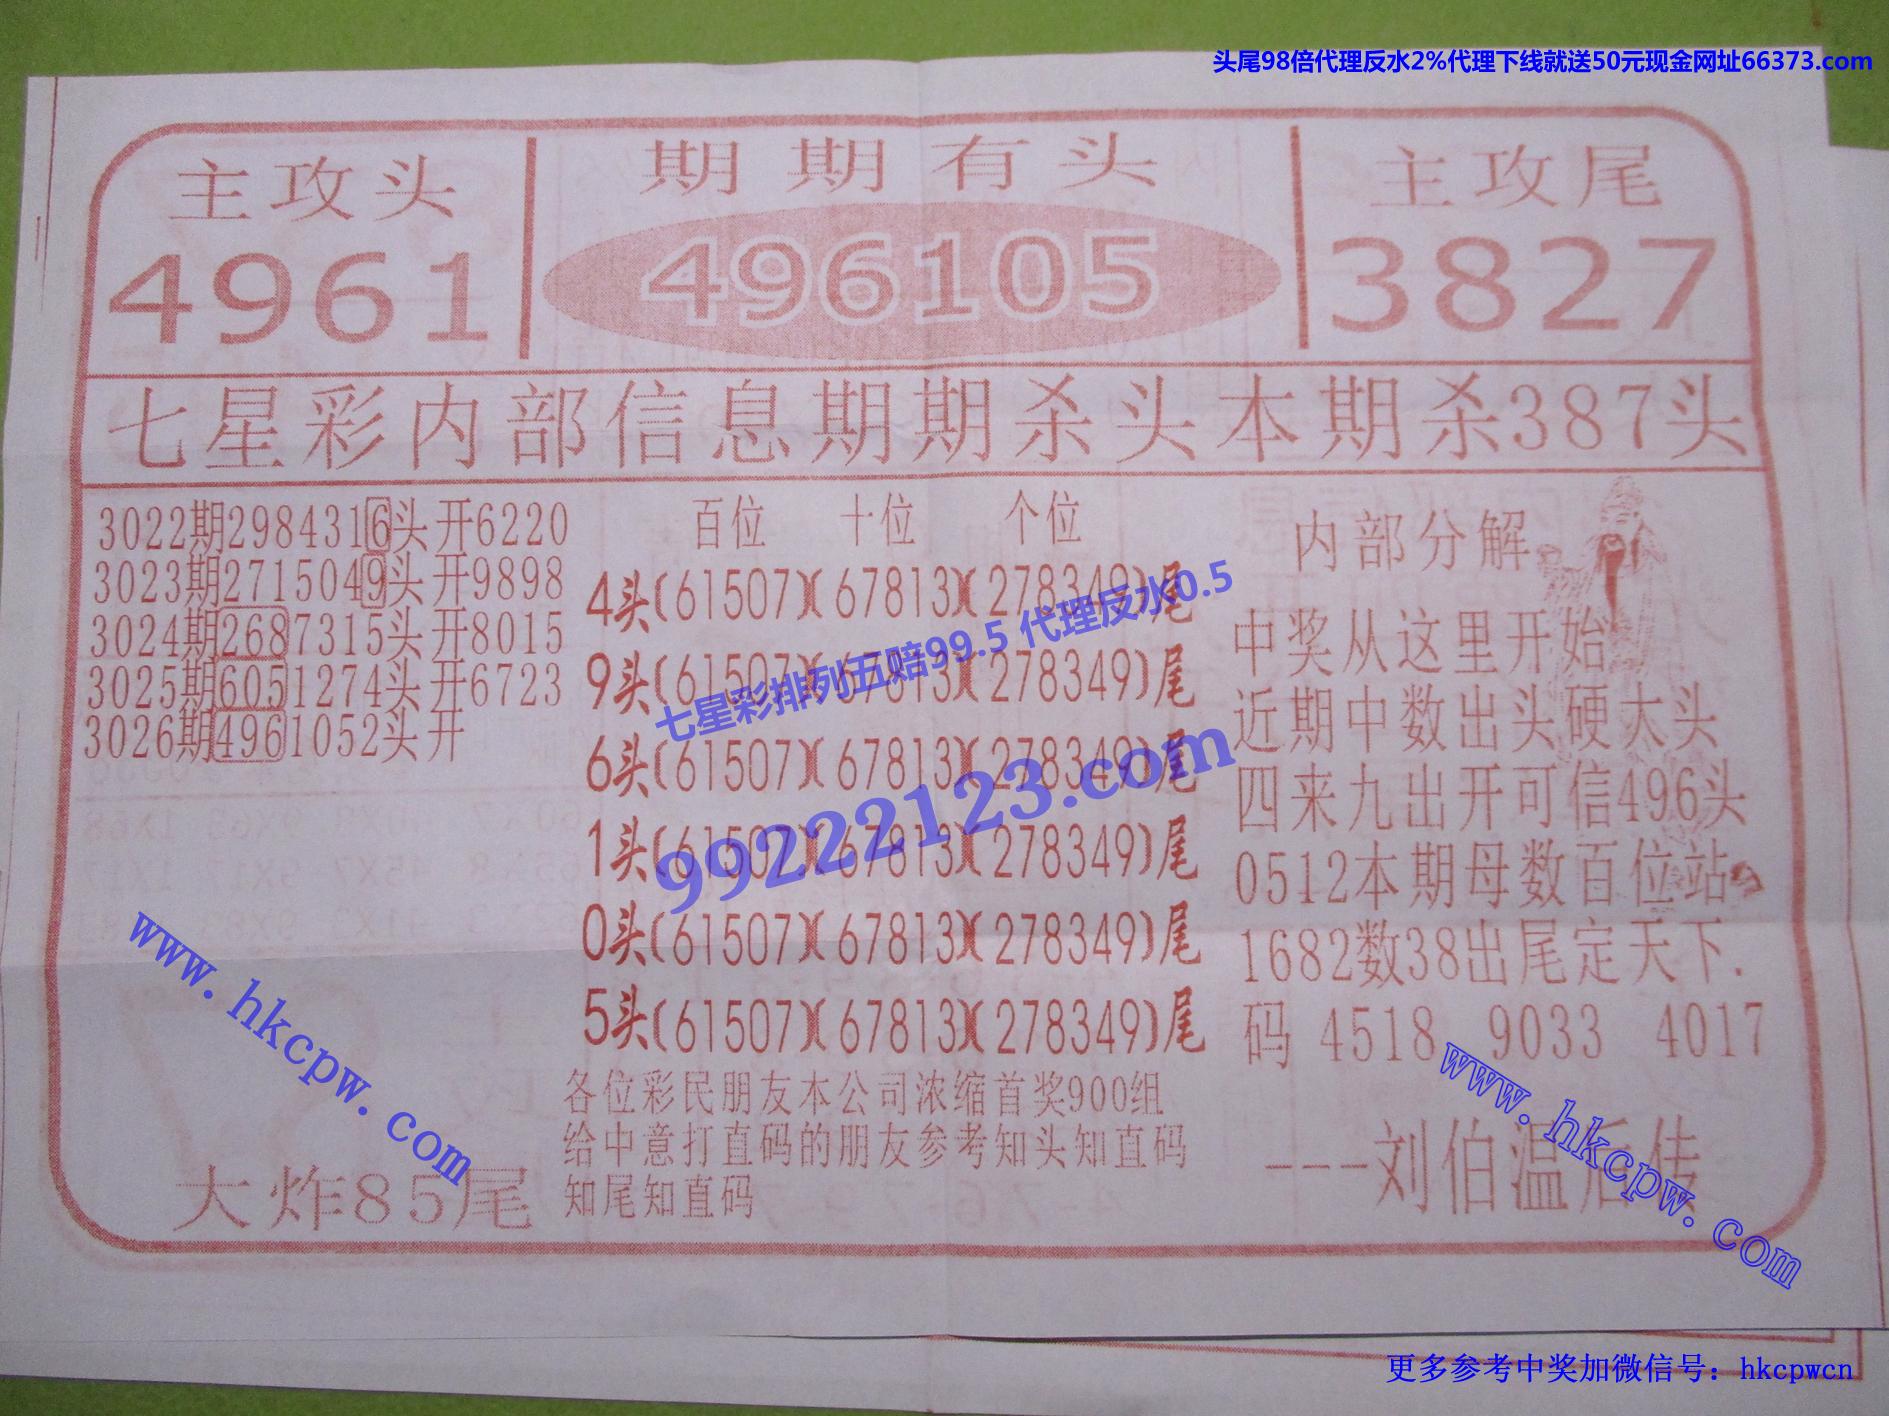 头尾98倍代理反水2%代理下线就送50元现金网址66373.com
主攻头
4961
期期有头
496105
主攻尾
3827
七星彩内部信息期期杀头本期杀387头
3022期2984316头开6220
3023期2715049头开9898
3024期2687315头开8015
3025期6051274头开6723
3026期4961052头开
大炸85尾
百位 十位 个位
4头(61507)(67813)(278349)尾
9头(61507)(67813)(278349)尾
6头(61507)(67813)(278349)尾
1头(61507)(67813)(278349)尾
0头(61507)(67813)(278349)尾
5头(61507)(67813)(278349)尾
各位彩民朋友本公司浓缩首奖900组
给中意打直码的朋友参考知头知直码
知尾知直码
内部分解
中奖从这里开始
近期中数出头硬大头
四来九出开可信496头
0512本期母数百位站
1682数38出尾定天下.
码 4518 9033 4017
---刘伯温后传
七星彩排列五赔99.5 代理反水0.5
99222123.com
www.hkcpw.com
www.hkcpw.com
更多参考中奖加微信号：hkcpwcn